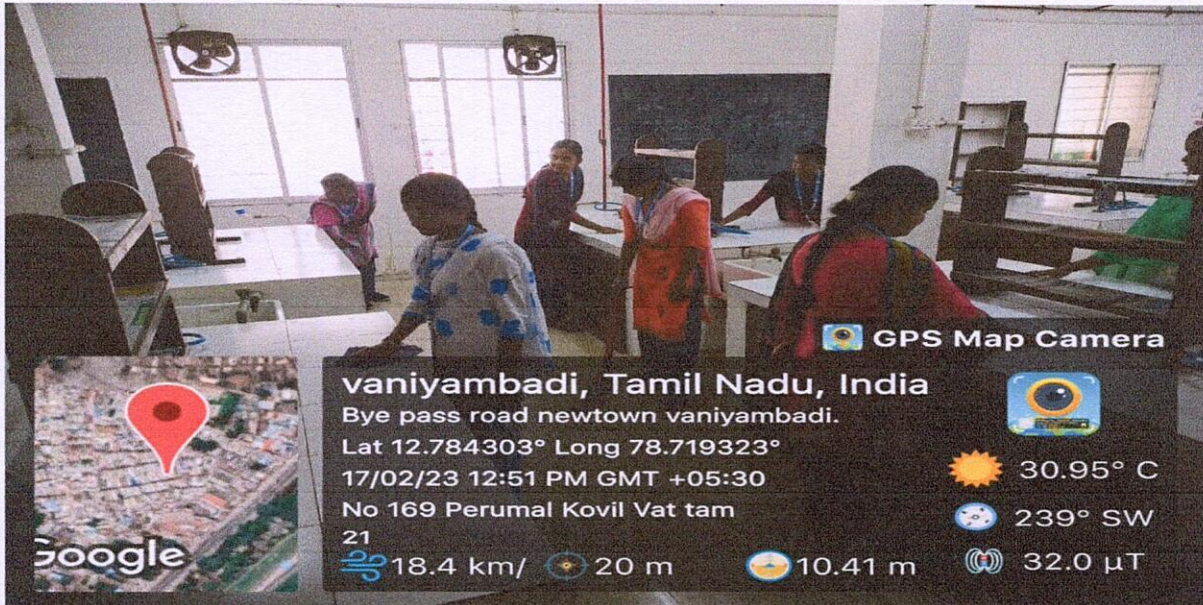 GPS Map Camera
vaniyambadi, Tamil Nadu, India
Bye pass road newtown vaniyambadi.
Lat 12.784303° Long 78.719323°
17/02/23 12:51 PM GMT +05:30
No 169 Perumal Kovil Vat tam
21
18.4 km/ 20 m 10.41 m
30.95° C
239° SW
32.0 µT
Google